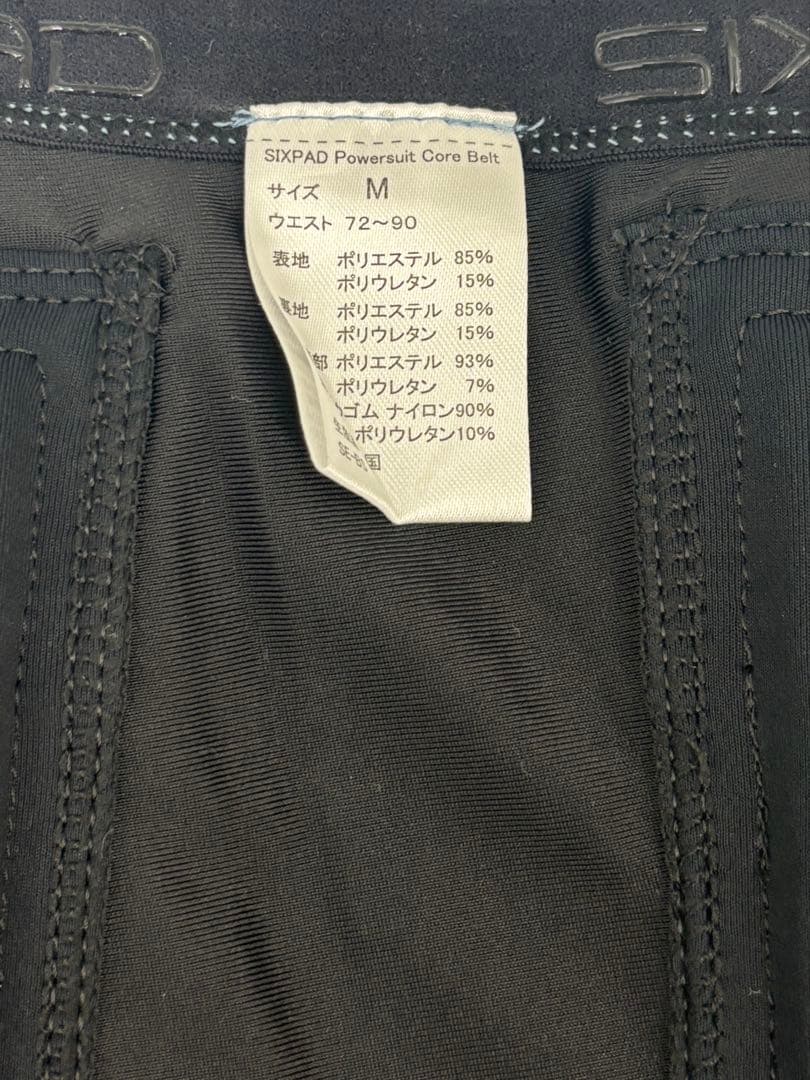 AD
SIX
SIXPAD Powersuit Core Belt
サイズ M
ウエスト 72〜90
表地 ポリエステル 85%
ポリウレタン 15%
裏地 ポリエステル 85%
ポリウレタン 15%
部 ポリエステル 93%
ポリウレタン 7%
ゴム ナイロン90%
ポリウレタン10%
国